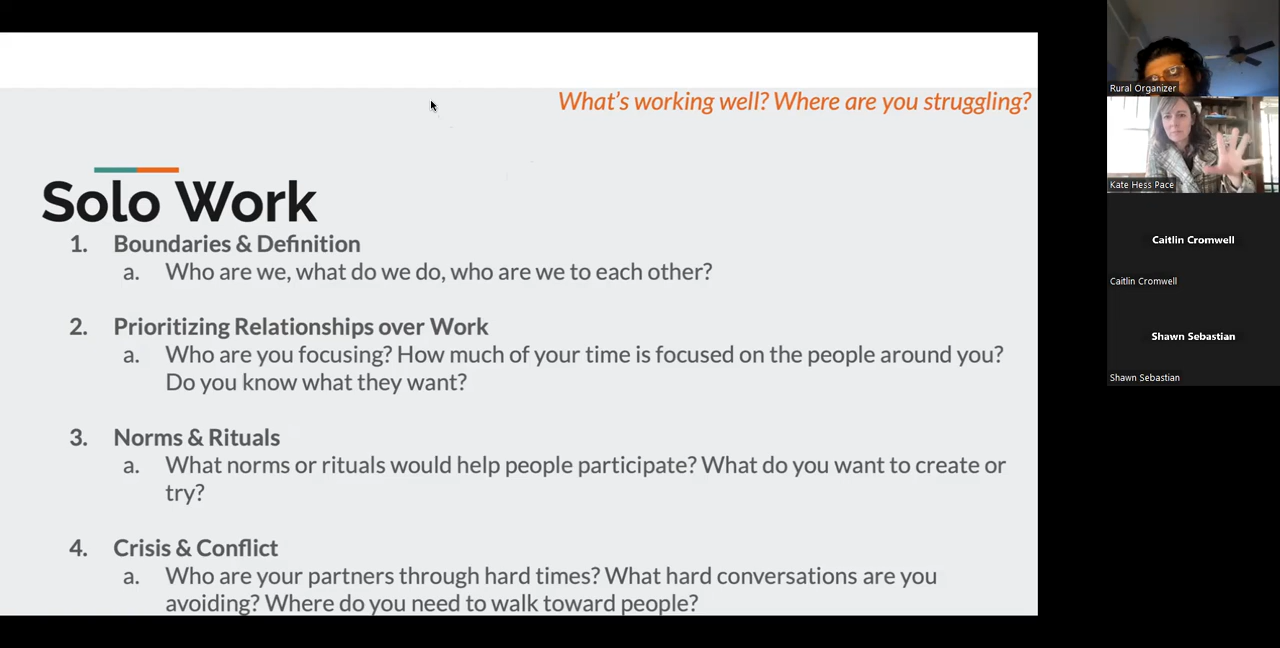 What's working well? Where are you struggling?
Solo Work
1. Boundaries & Definition
a. Who are we, what do we do, who are we to each other?
2. Prioritizing Relationships over Work
a. Who are you focusing? How much of your time is focused on the people around you?
Do you know what they want?
3. Norms & Rituals
a. What norms or rituals would help people participate? What do you want to create or
try?
4. Crisis & Conflict
a. Who are your partners through hard times? What hard conversations are you
avoiding? Where do you need to walk toward people?
Rural Organizer
Kate Hess Pace
Caitlin Cromwell
Caitlin Cromwell
Shawn Sebastian
Shawn Sebastian